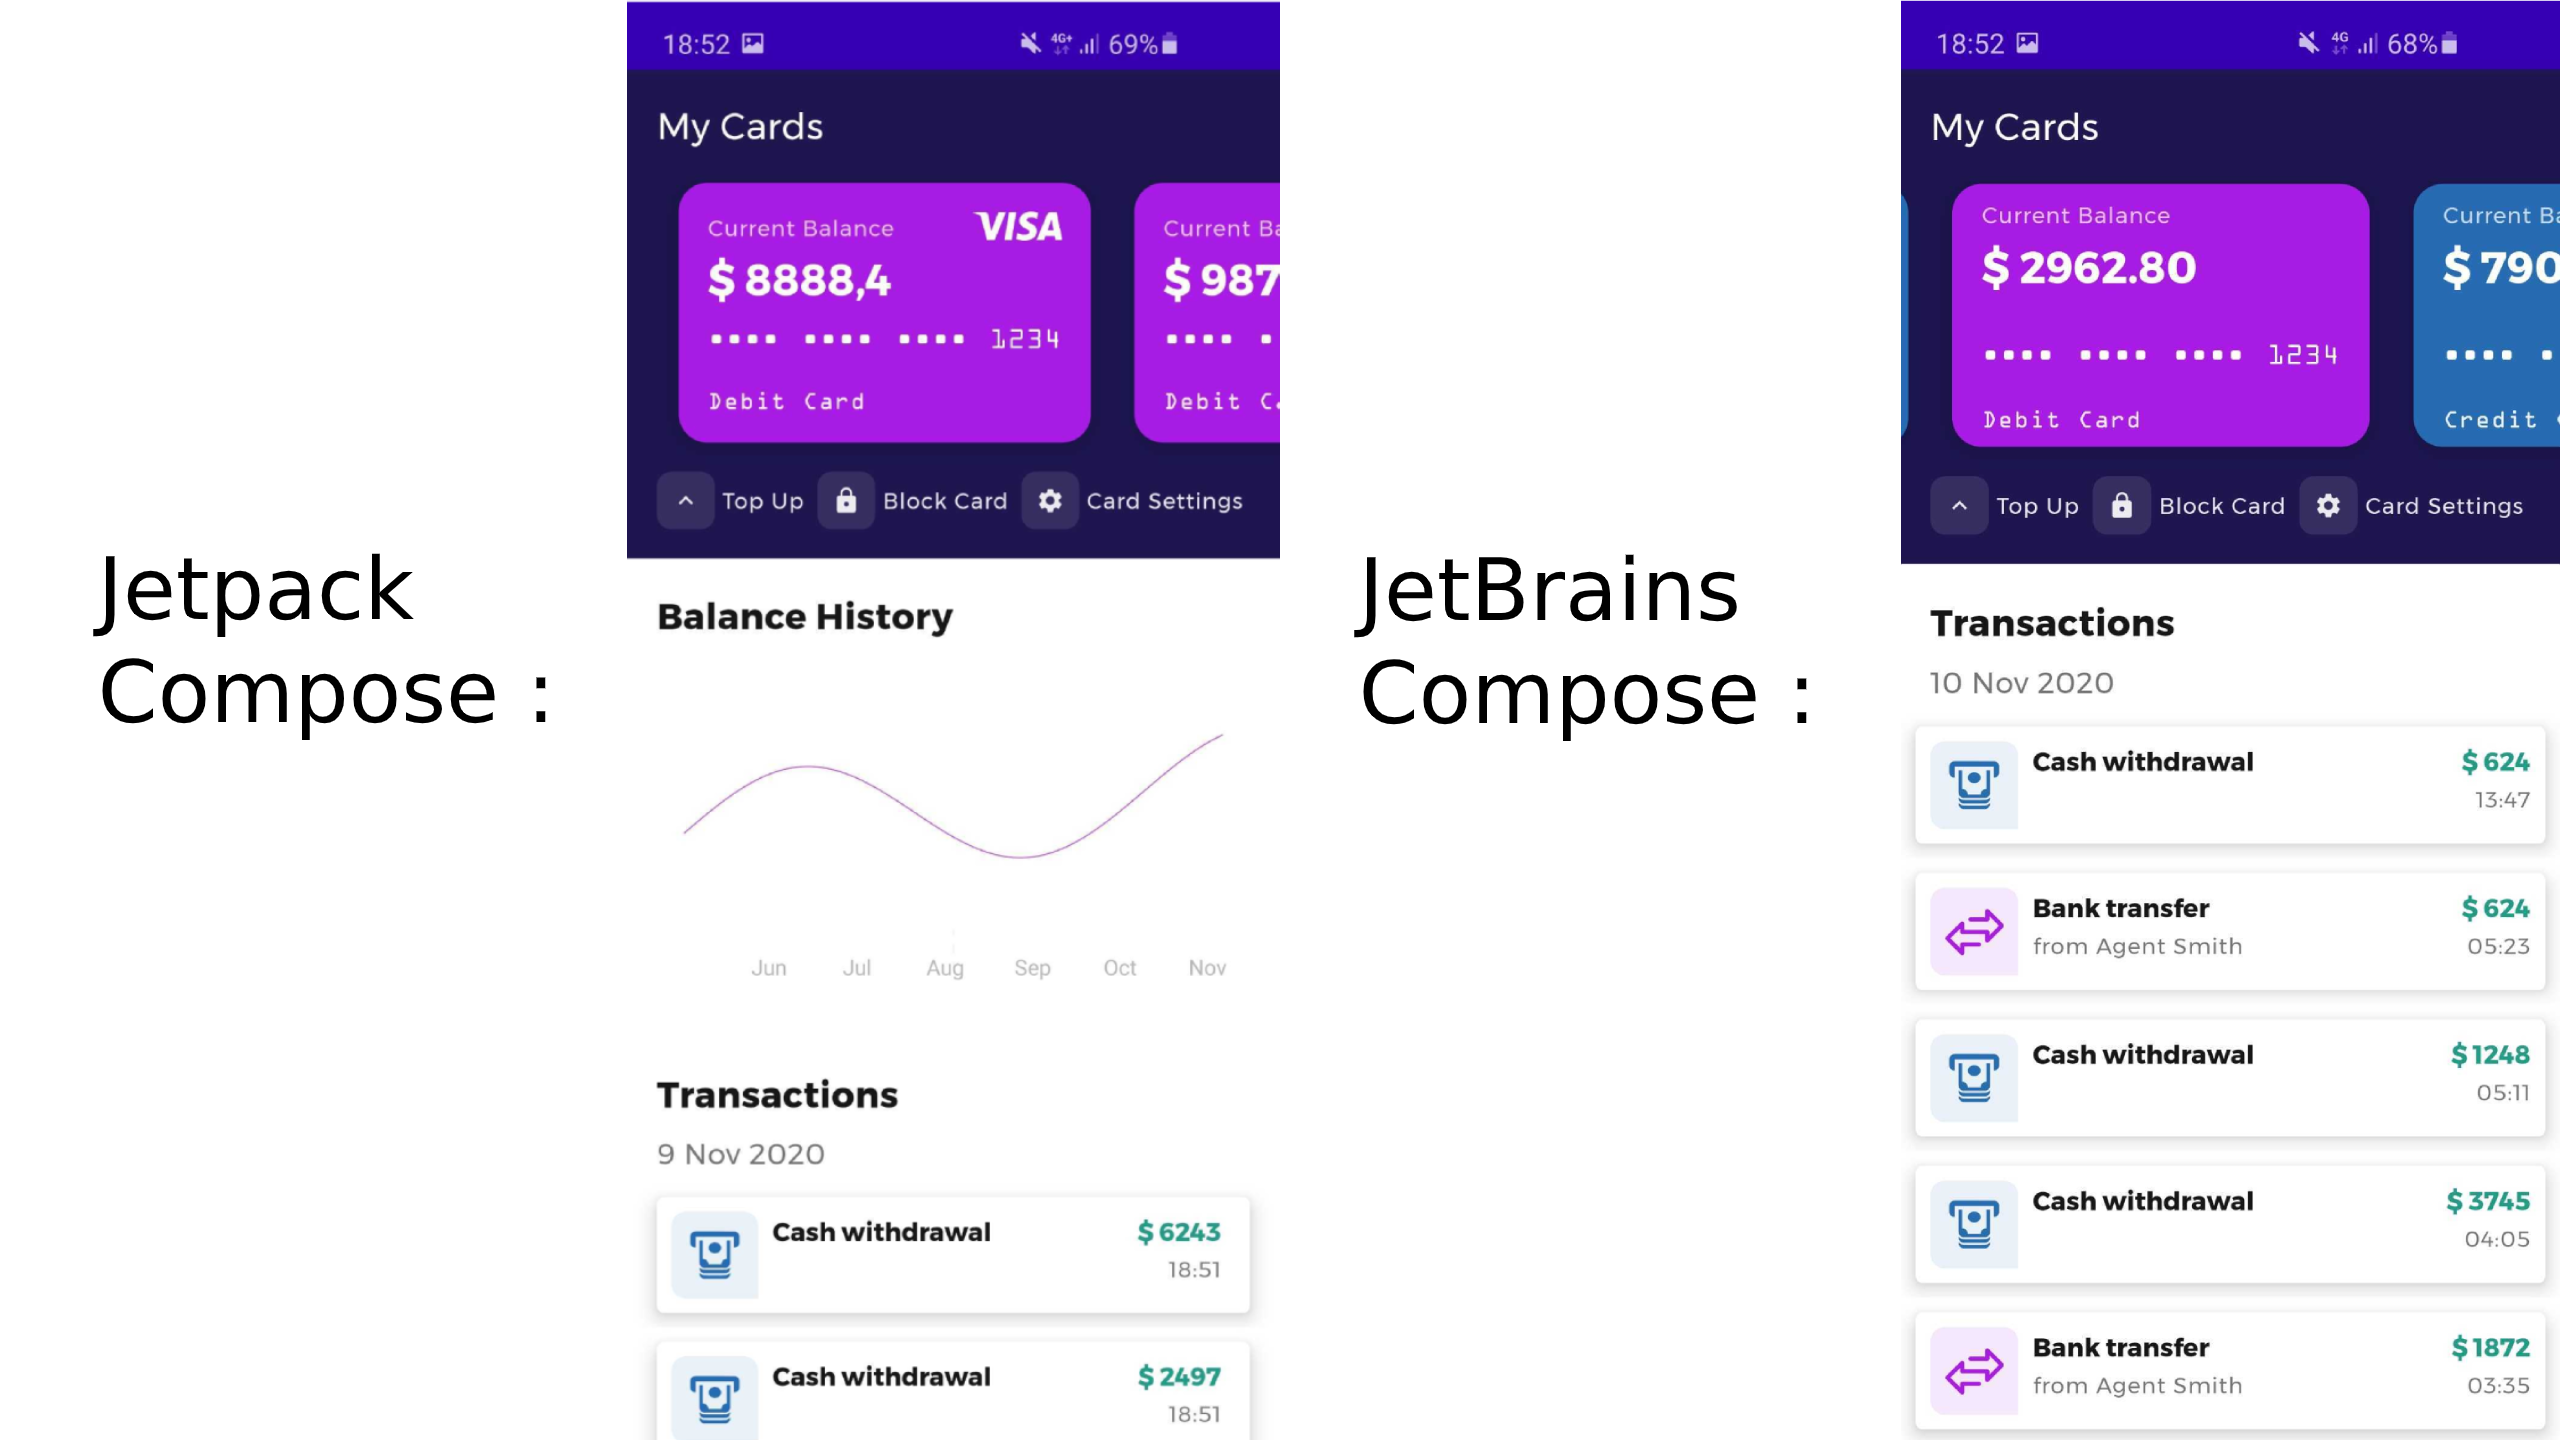 Jetpack
Compose :
18:52
4G+ 69%
My Cards
Current Balance VISA
$ 8888,4
•••• •••• •••• 1234
Debit Card
Current Ba
$ 987
•••• •
Debit C.
Top Up Block Card Card Settings
Balance History
Jun Jul Aug Sep Oct Nov
Transactions
9 Nov 2020
Cash withdrawal $ 6243
18:51
Cash withdrawal $ 2497
18:51
JetBrains
Compose :
18:52
4G 68%
My Cards
Current Balance
$ 2962.80
•••• •••• •••• 1234
Debit Card
Current Ba
$ 790
•••• •
Credit
Top Up Block Card Card Settings
Transactions
10 Nov 2020
Cash withdrawal $ 624
13:47
Bank transfer $ 624
from Agent Smith 05:23
Cash withdrawal $ 1248
05:11
Cash withdrawal $ 3745
04:05
Bank transfer $ 1872
from Agent Smith 03:35